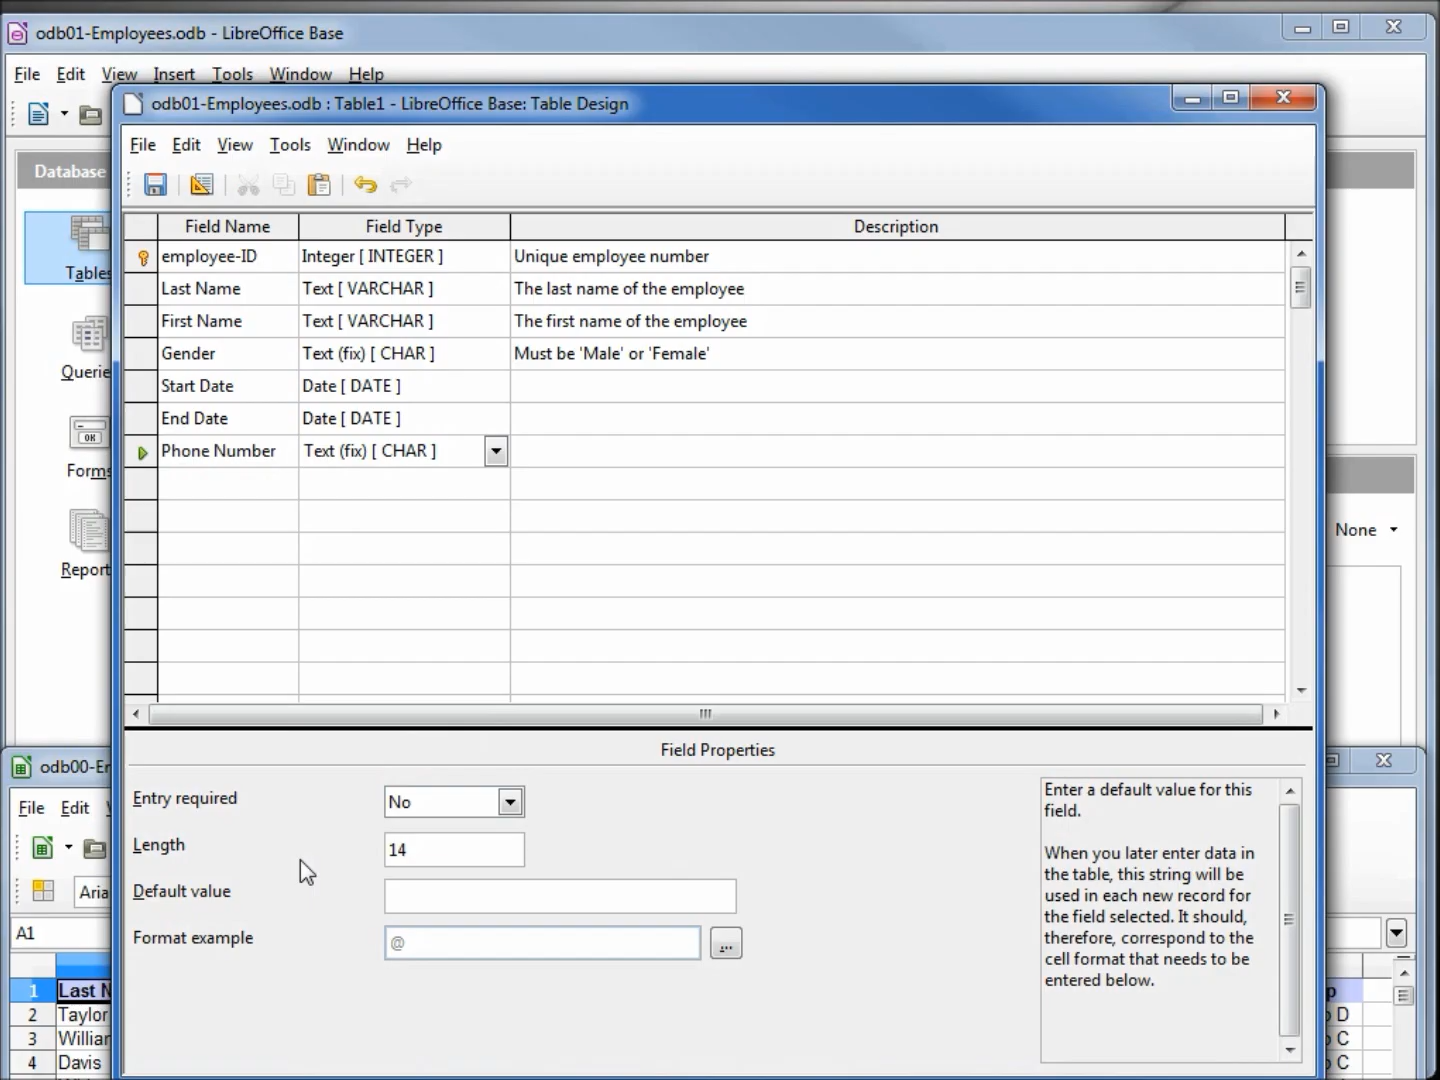 odb01-Employees.odb - LibreOffice Base
File Edit View Insert Tools Window Help
odb01-Employees.odb : Table1 - LibreOffice Base: Table Design
File Edit View Tools Window Help
Database
Tables
Querie
Forms
Report
None
Field Name Field Type Description
employee-ID Integer [ INTEGER ] Unique employee number
Last Name Text [ VARCHAR ] The last name of the employee
First Name Text [ VARCHAR ] The first name of the employee
Gender Text (fix) [ CHAR ] Must be 'Male' or 'Female'
Start Date Date [ DATE ]
End Date Date [ DATE ]
Phone Number Text (fix) [ CHAR ]
Field Properties
Entry required No
Length 14
Default value
Format example @
...
Enter a default value for this
field.
When you later enter data in
the table, this string will be
used in each new record for
the field selected. It should,
therefore, correspond to the
cell format that needs to be
entered below.
odb00-Er
File Edit
Aria
A1
1 Last N p
2 Taylor D
3 Williar C
4 Davis C
OK